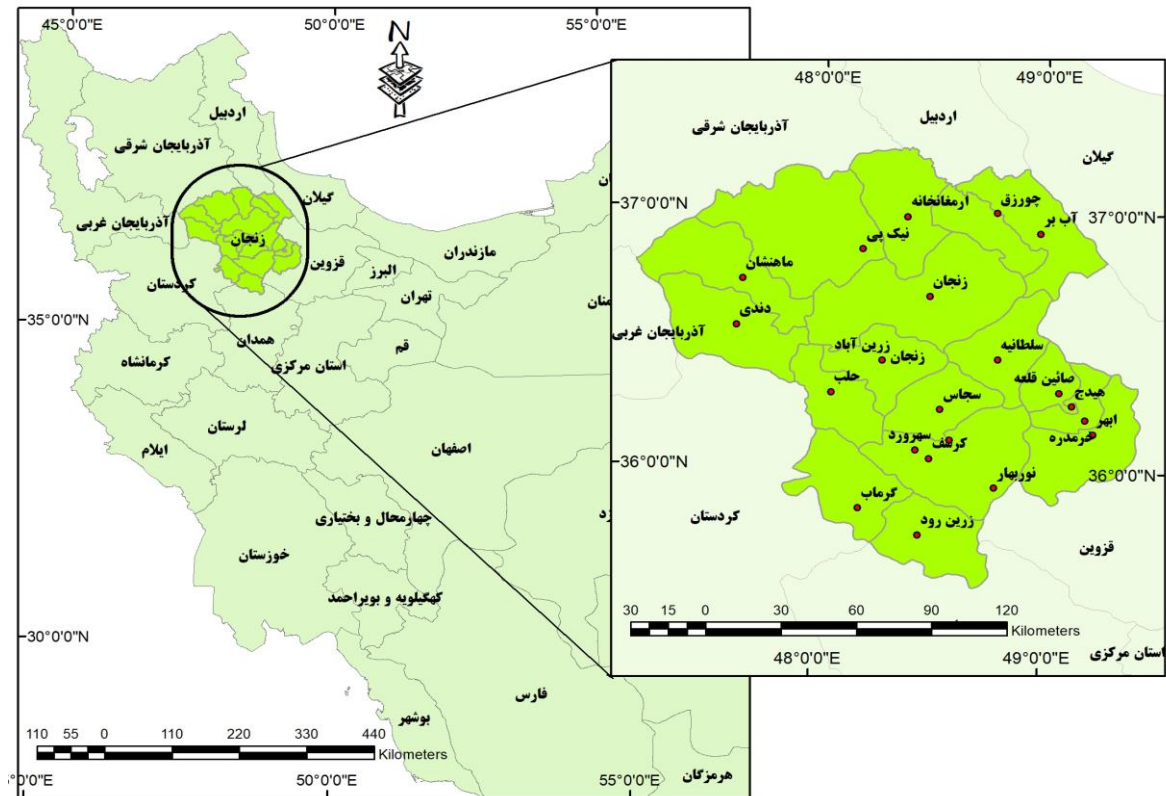 45°0'0"E
50°0'0"E
55°0'0"E
N
اردبیل
آذربایجان شرقی
گیلان
آذربایجان غربی
زنجان
مازندران
قزوین
البرز
کردستان
تهران
35°0'0"N
همدان
قم
کرمانشاه
استان مرکزی
لرستان
اصفهان
ایلام
چهارمحال و بختیاری
خوزستان
کهگیلویه و بویراحمد
30°0'0"N
فارس
بوشهر
110 55 0 110 220 330 440
Kilometers
هرمزگان
50°0'0"E
55°0'0"E
48°0'0"E
49°0'0"E
اردبیل
آذربایجان شرقی
گیلان
37°0'0"N
37°0'0"N
ارمغانخانه
چورزق
آب بر
نیک پی
ماهنشان
زنجان
دندی
آذربایجان غربی
سلطانیه
زرین آباد
زنجان
حلب
صائین قلعه
هیدج
سجاس
ابهر
خرمدره
سهرورد
کرسف
36°0'0"N
36°0'0"N
نوربهار
گرماب
زرین رود
کردستان
قزوین
30 15 0 30 60 90 120
Kilometers
استان مرکزی
48°0'0"E
49°0'0"E